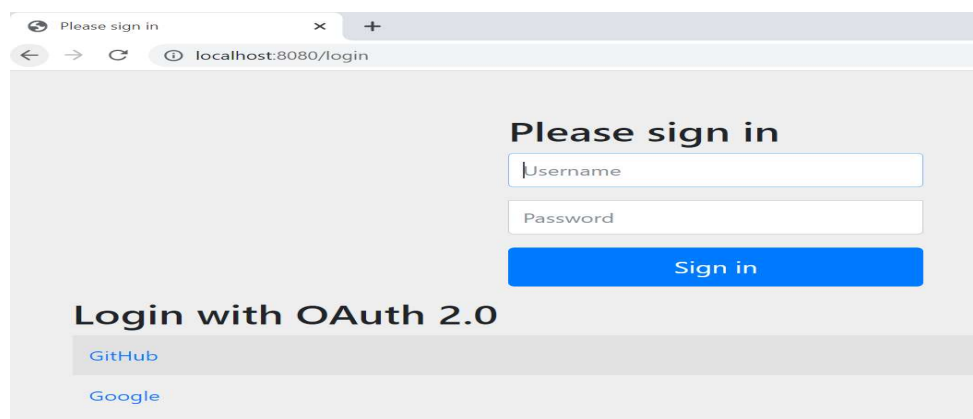 Please sign in
localhost:8080/login
Please sign in
Username
Password
Sign in
Login with OAuth 2.0
GitHub
Google